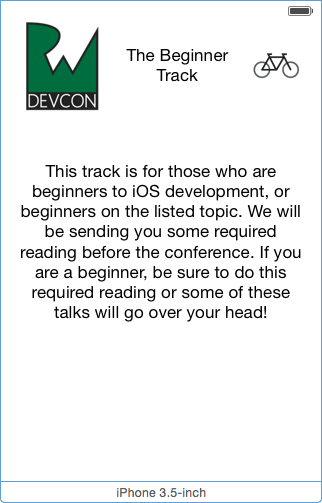 The Beginner
Track
DEVCON
This track is for those who are
beginners to iOS development, or
beginners on the listed topic. We will
be sending you some required
reading before the conference. If you
are a beginner, be sure to do this
required reading or some of these
talks will go over your head!
iPhone 3.5-inch